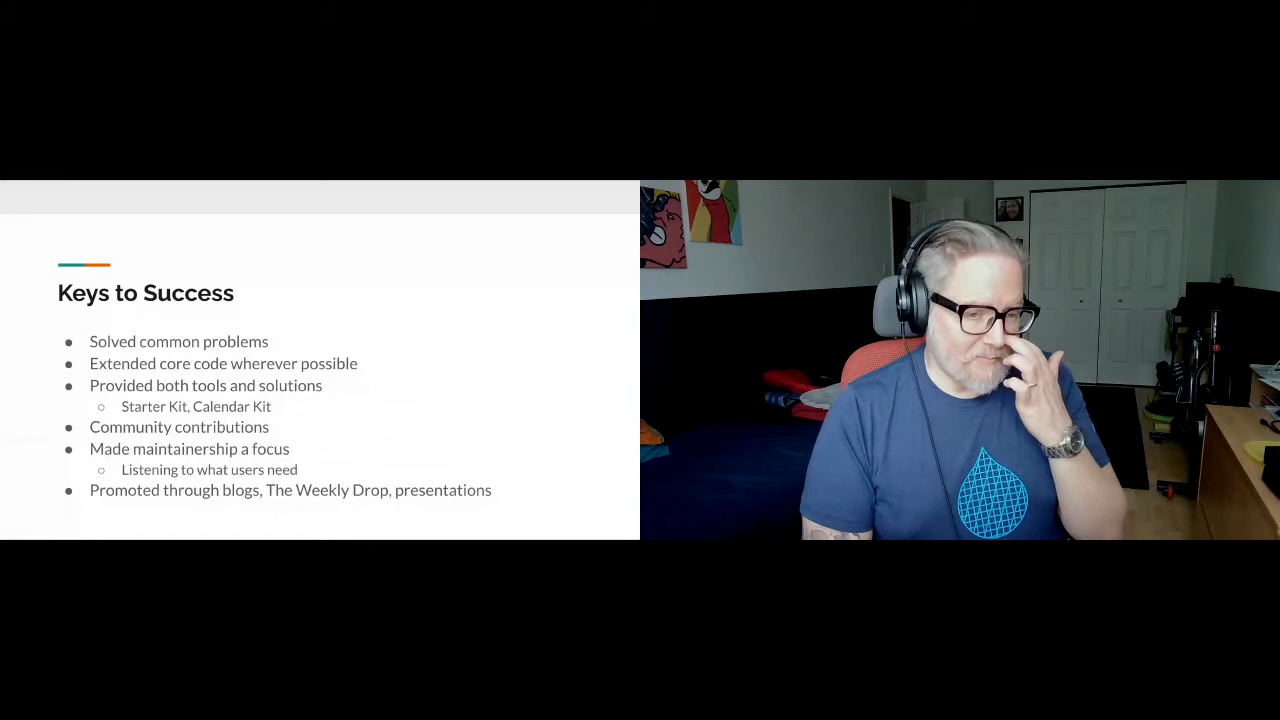 Keys to Success
● Solved common problems
● Extended core code wherever possible
● Provided both tools and solutions
○ Starter Kit, Calendar Kit
● Community contributions
● Made maintainership a focus
○ Listening to what users need
● Promoted through blogs, The Weekly Drop, presentations